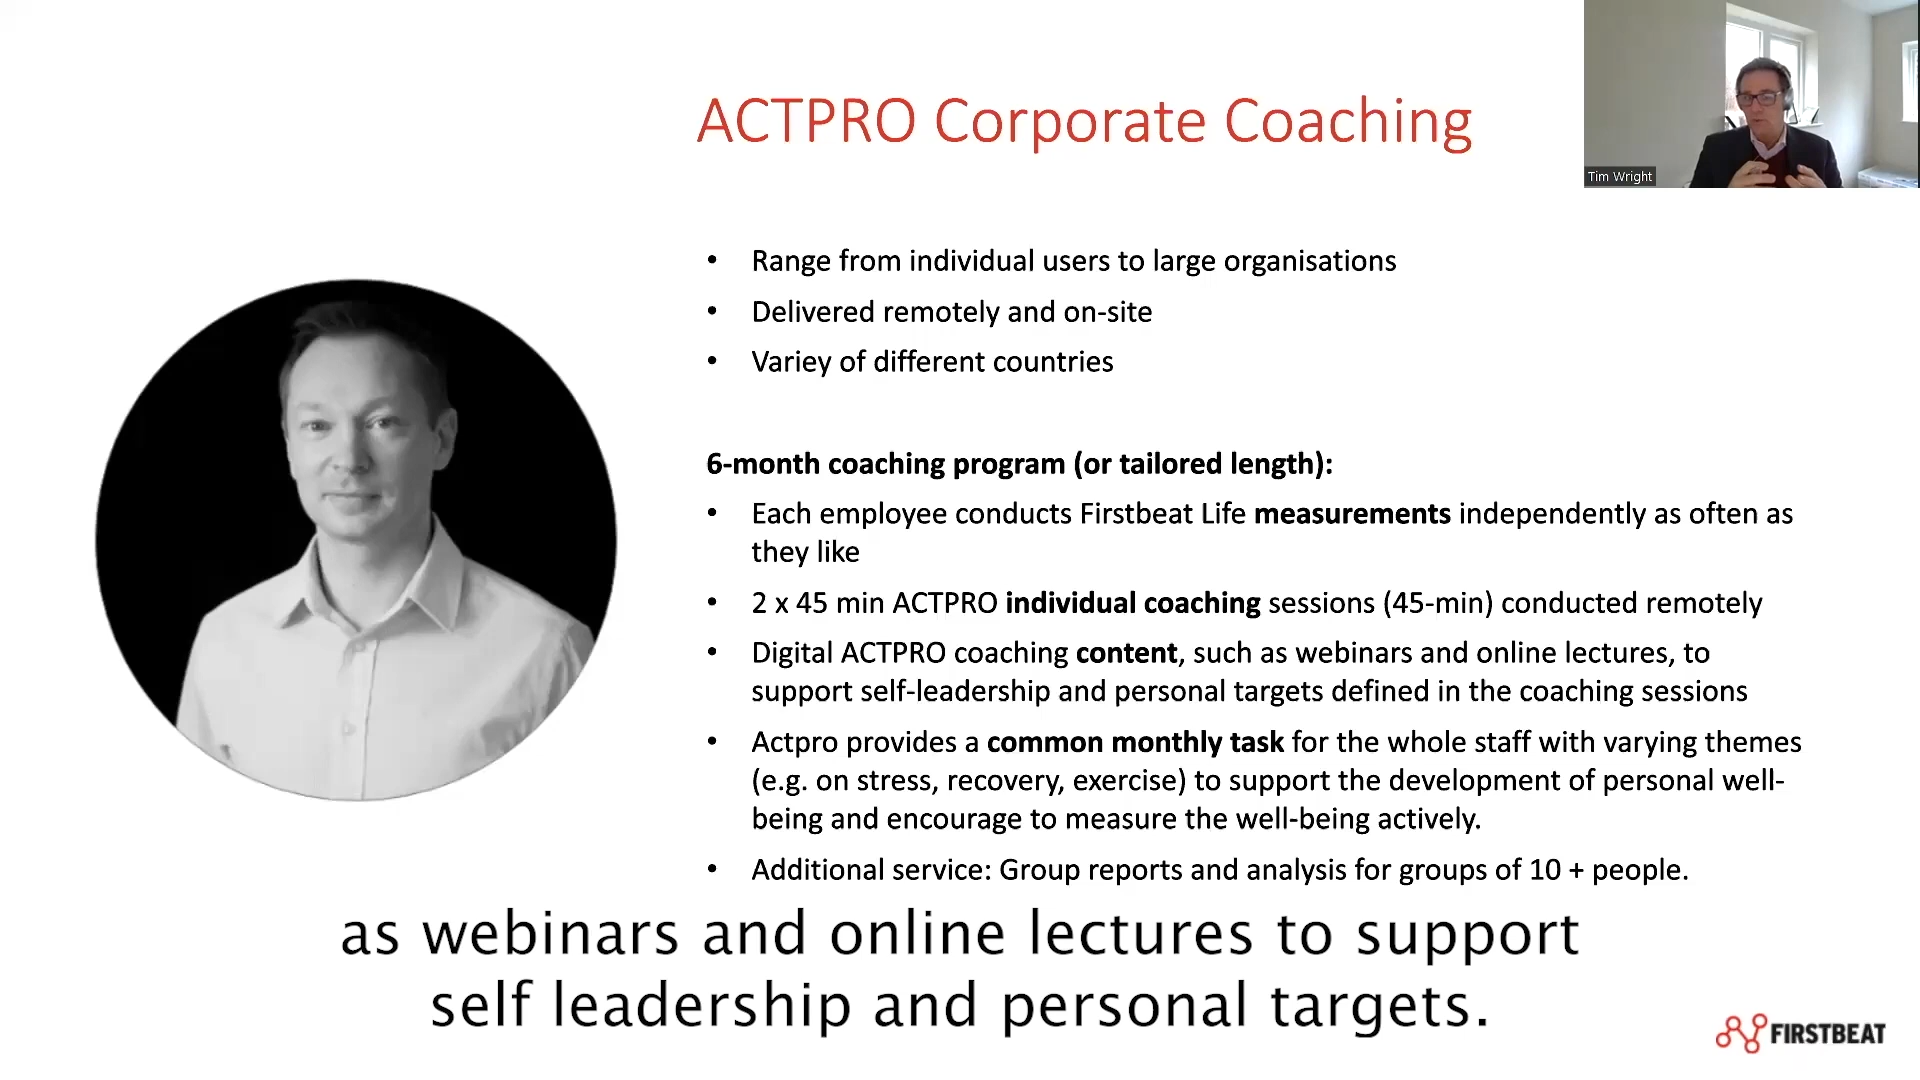 ACTPRO Corporate Coaching
Tim Wright
• Range from individual users to large organisations
• Delivered remotely and on-site
• Variey of different countries
6-month coaching program (or tailored length):
• Each employee conducts Firstbeat Life measurements independently as often as
they like
• 2 x 45 min ACTPRO individual coaching sessions (45-min) conducted remotely
• Digital ACTPRO coaching content, such as webinars and online lectures, to
support self-leadership and personal targets defined in the coaching sessions
• Actpro provides a common monthly task for the whole staff with varying themes
(e.g. on stress, recovery, exercise) to support the development of personal well-
being and encourage to measure the well-being actively.
• Additional service: Group reports and analysis for groups of 10 + people.
as webinars and online lectures to support
self leadership and personal targets.
FIRSTBEAT